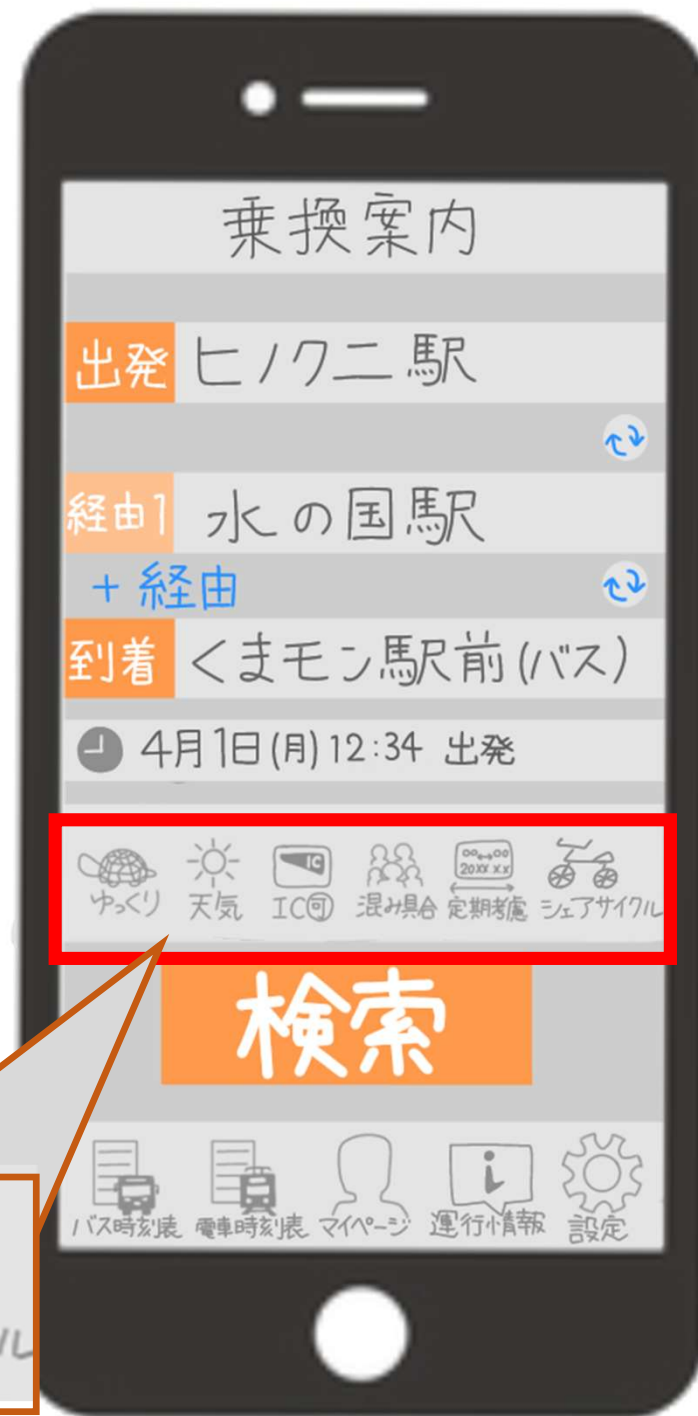 乗換案内
出発 ヒノクニ駅
経由1 水の国駅
+ 経由
到着 くまモン駅前(バス)
4月1日(月)12:34 出発
IC
○○↔○○
20XX XX
ゆっくり 天気 IC可 混み具合 定期考慮 シェアサイクル
検索
i
バス時刻表 電車時刻表 マイページ 運行情報 設定
ル